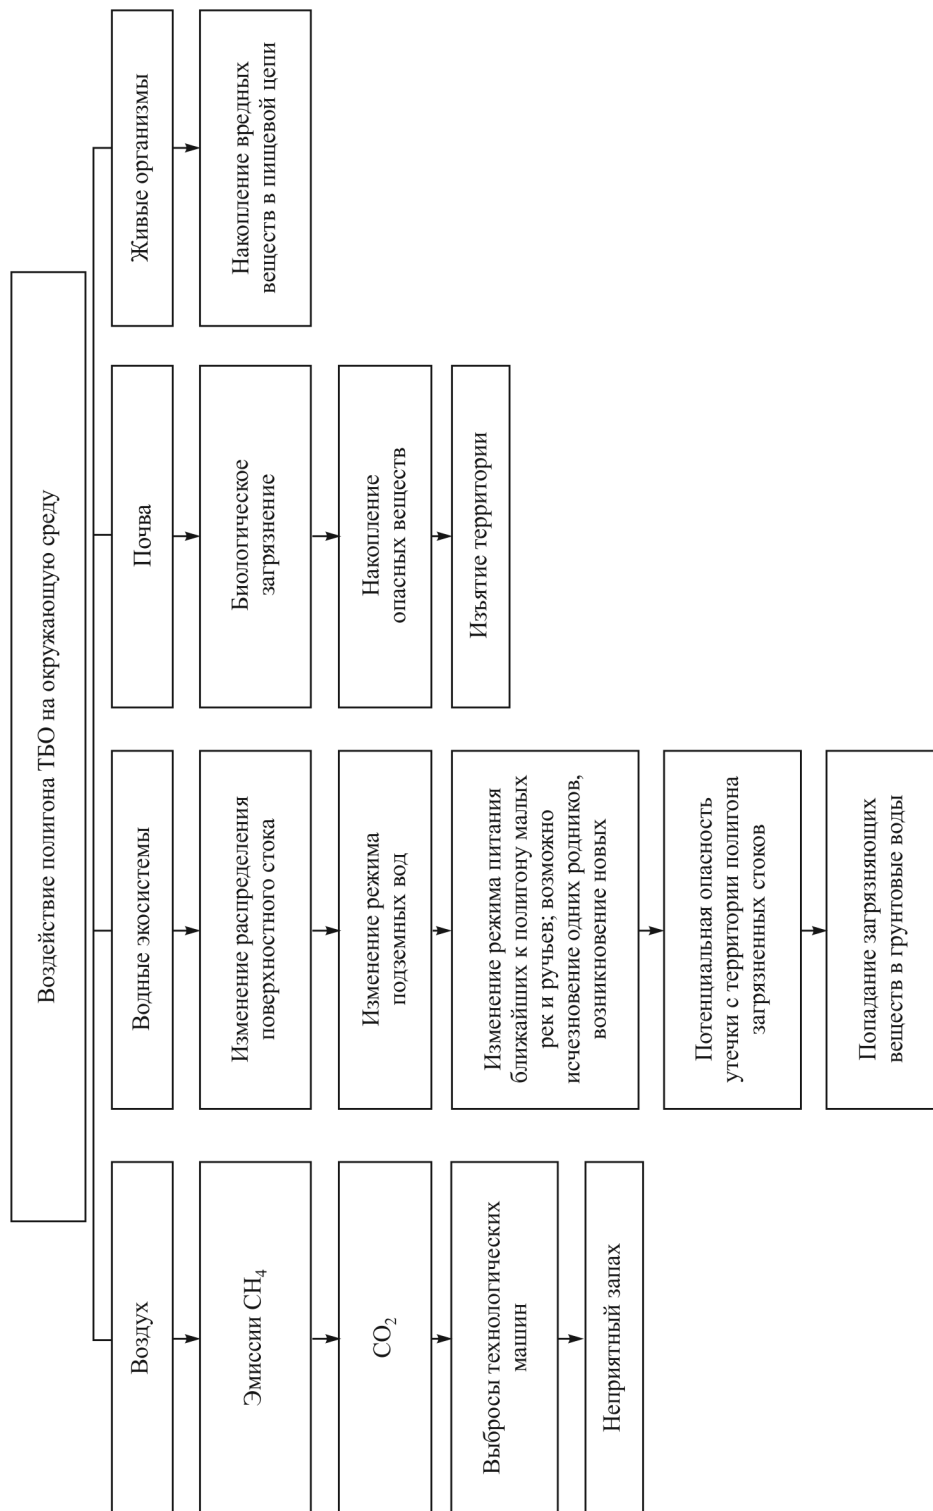 Воздействие полигона ТБО на окружающую среду
Воздух
Эмиссии CH4
CO2
Выбросы технологических
машин
Неприятный запах
Водные экосистемы
Изменение распределения
поверхностного стока
Изменение режима
подземных вод
Изменение режима питания
ближайших к полигону малых
рек и ручьев; возможно
исчезновение одних родников,
возникновение новых
Потенциальная опасность
утечки с территории полигона
загрязненных стоков
Попадание загрязняющих
веществ в грунтовые воды
Почва
Биологическое
загрязнение
Накопление
опасных веществ
Изъятие территории
Живые организмы
Накопление вредных
веществ в пищевой цепи